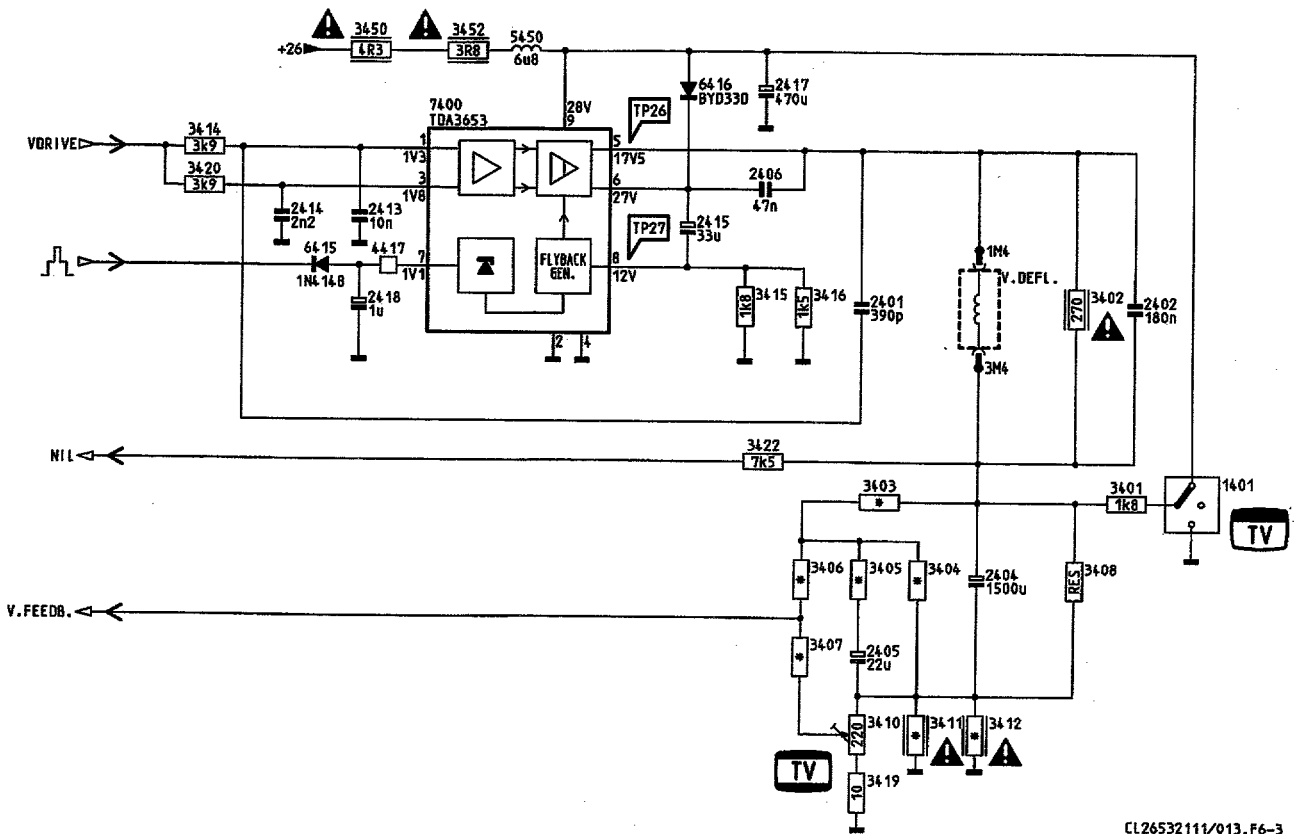 3450
3452
5450
+26
4R3
3R8
6u8
6416
BYD33D
2417
470u
7400
TDA3653
28V
9
TP26
VDRIVE
3414
3k9
1
1V3
5
17V5
3420
3k9
3
1V8
6
27V
2406
47n
2414
2n2
2413
10n
2415
33u
TP27
6415
1N4148
4417
7
1V1
FLYBACK
GEN.
8
12V
1M4
V.DEFL.
2418
1u
3415
1k8
3416
1k5
2401
390p
3402
270
2402
180n
2
4
3M4
NIL
3422
7k5
3403
*
3401
1k8
1401
TV
3406
*
3405
*
3404
*
2404
1500u
3408
RES
V.FEEDB.
3407
*
2405
22u
3410
220
3411
*
3412
*
TV
3419
10
CL26532111/013.F6-3